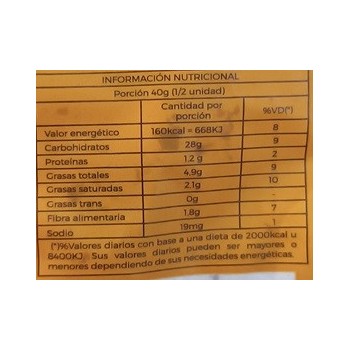 INFORMACIÓN NUTRICIONAL
Porción 40g (1/2 unidad)
Cantidad por porción %VD(*)
Valor energético 160kcal = 668KJ 8
Carbohidratos 28g 9
Proteínas 1.2 g 2
Grasas totales 4,9g 9
Grasas saturadas 2.1g 10
Grasas trans 0g -
Fibra alimentaria 1.8g 7
Sodio 19mg 1
(*)%Valores diarios con base a una dieta de 2000kcal u
8400KJ. Sus valores diarios pueden ser mayores o
menores dependiendo de sus necesidades energéticas.